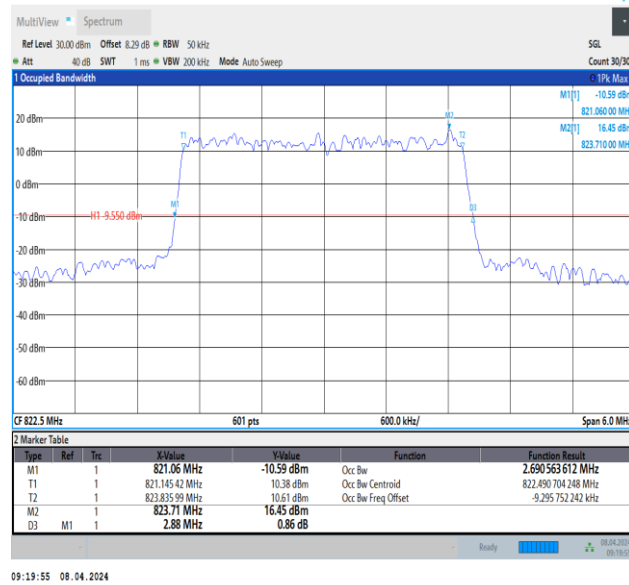 MultiView Spectrum
Ref Level 30.00 dBm Offset 8.29 dB RBW 50 kHz SGL
Att 40 dB SWT 1 ms VBW 200 kHz Mode Auto Sweep Count 30/30
1 Occupied Bandwidth 1Pk Max
M1[1] -10.59 dBm
821.060 00 MH
M2[1] 16.45 dBm
823.710 00 MH
20 dBm
M2
T1
T2
10 dBm
0 dBm
M1
D3
-10 dBm
H1 -9.550 dBm
-20 dBm
-30 dBm
-40 dBm
-50 dBm
-60 dBm
CF 822.5 MHz 601 pts 600.0 kHz/ Span 6.0 MHz
2 Marker Table
Type Ref Trc X-Value Y-Value Function Function Result
M1 1 821.06 MHz -10.59 dBm Occ Bw 2.690 563 612 MHz
T1 1 821.145 42 MHz 10.38 dBm Occ Bw Centroid 822.490 704 248 MHz
T2 1 823.835 99 MHz 10.61 dBm Occ Bw Freq Offset -9.295 752 242 kHz
M2 1 823.71 MHz 16.45 dBm
D3 M1 1 2.88 MHz 0.86 dB
Ready 08.04.2024
09:19:55
09:19:55 08.04.2024